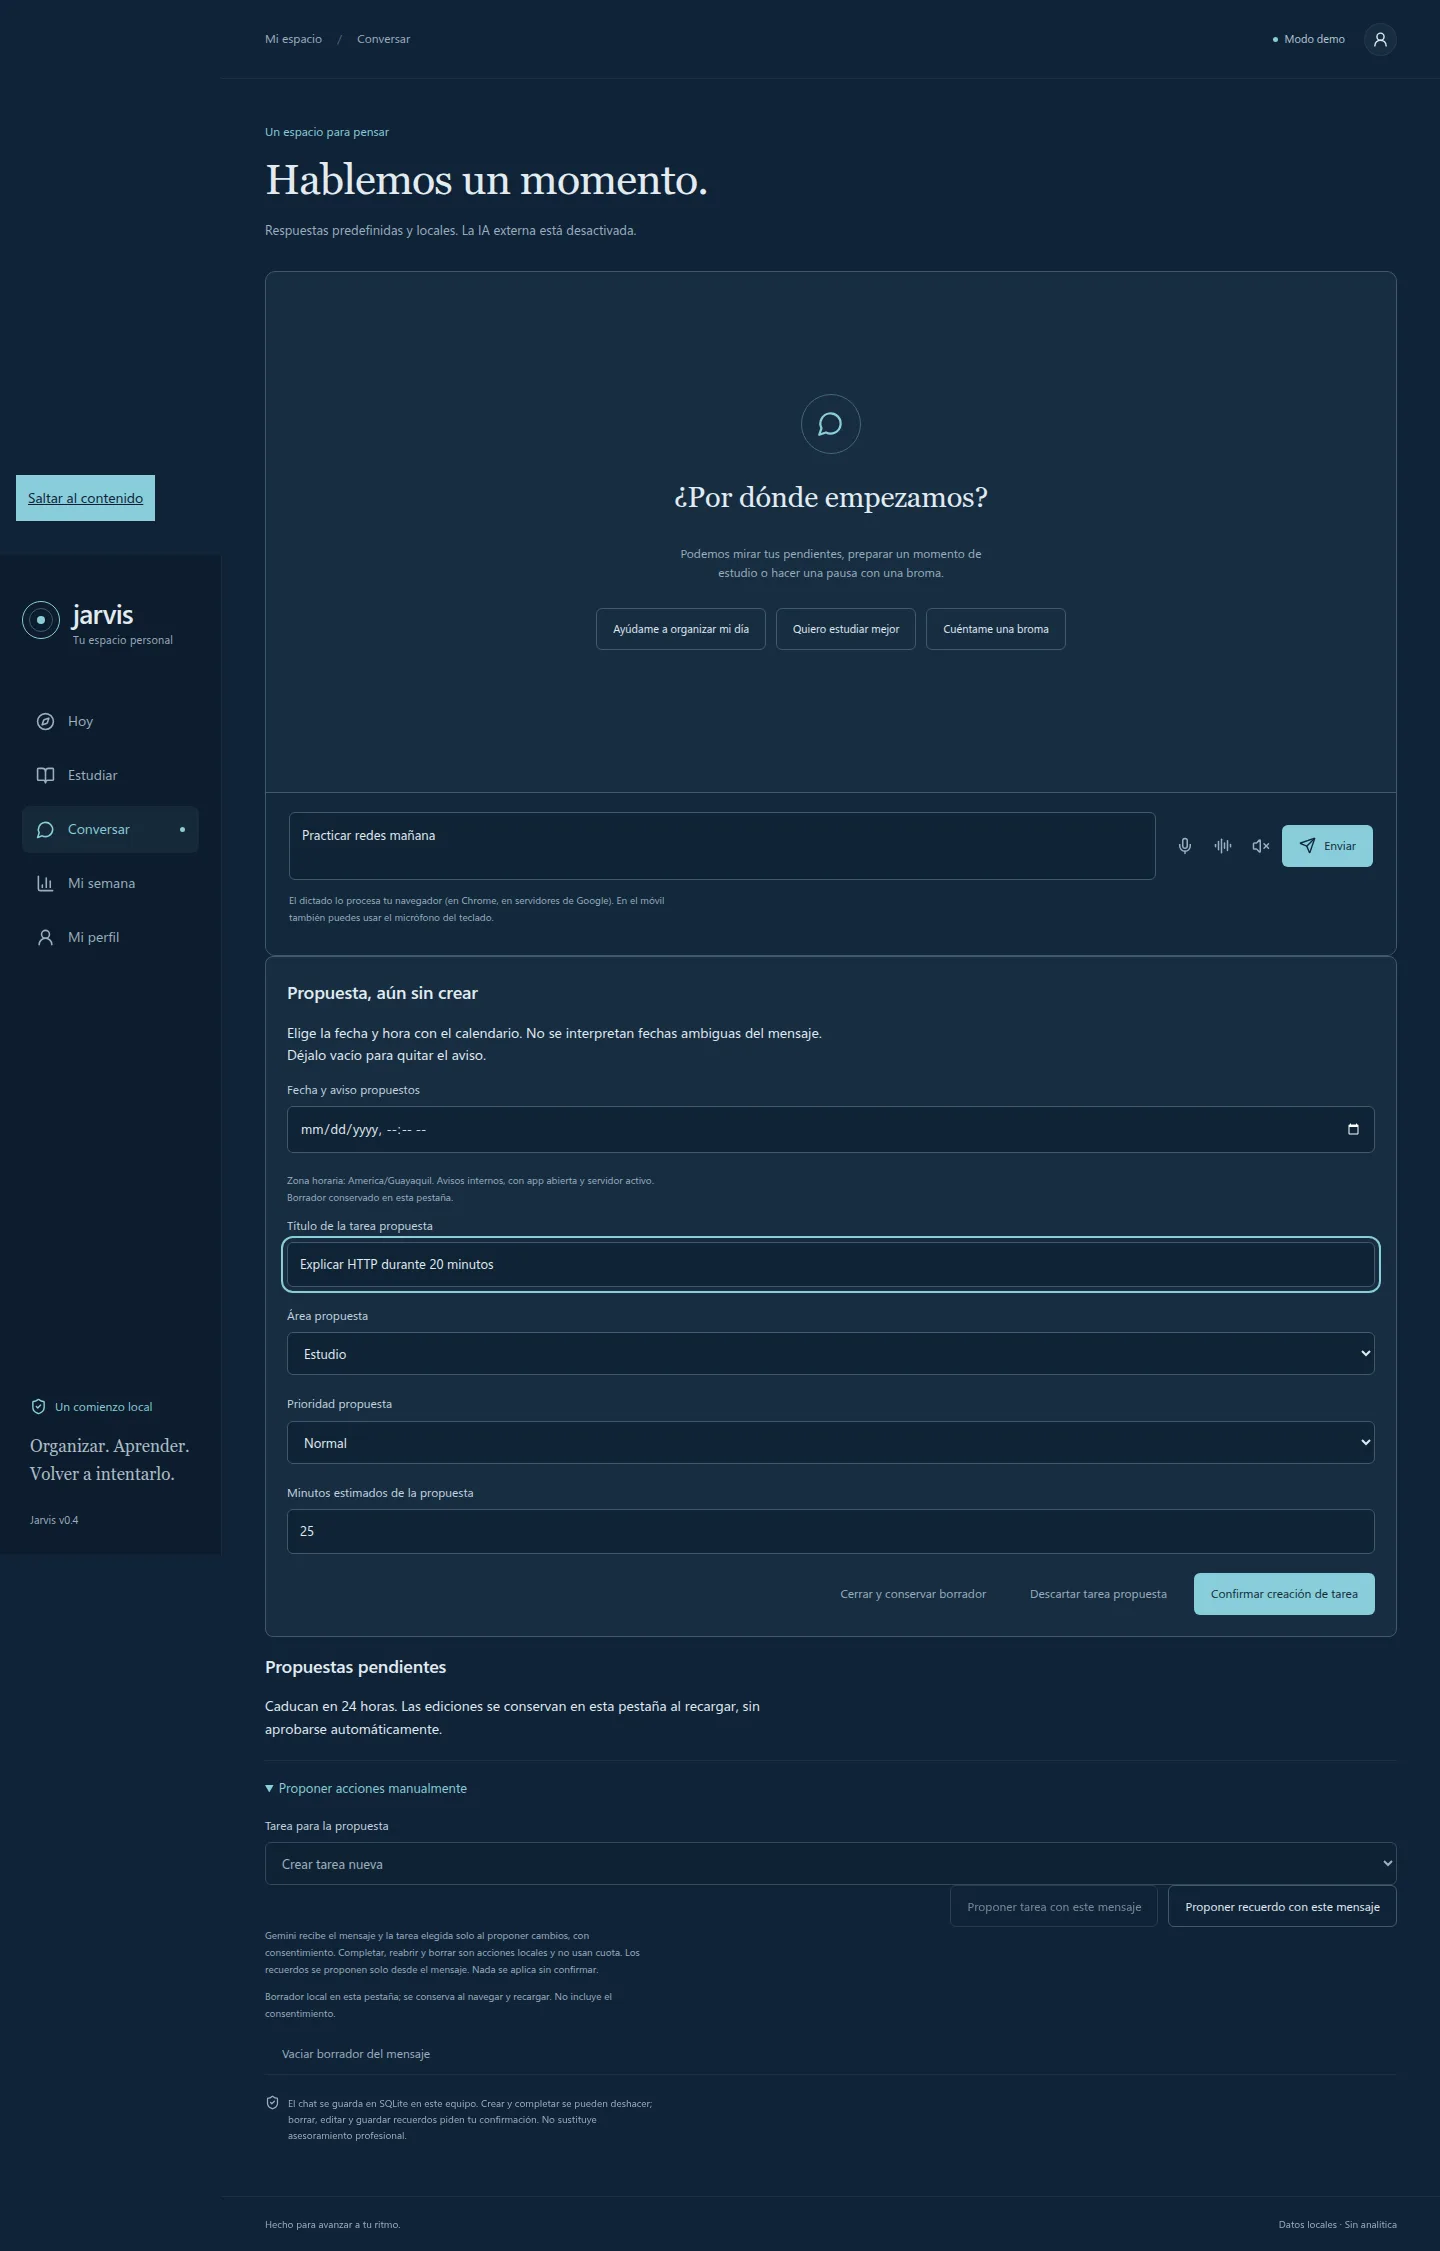 Mi espacio / Conversar
Modo demo
Un espacio para pensar
Hablemos un momento.
Respuestas predefinidas y locales. La IA externa está desactivada.
¿Por dónde empezamos?
Podemos mirar tus pendientes, preparar un momento de
estudio o hacer una pausa con una broma.
Ayúdame a organizar mi día
Quiero estudiar mejor
Cuéntame una broma
Saltar al contenido
jarvis
Tu espacio personal
Hoy
Estudiar
Conversar
Mi semana
Mi perfil
Un comienzo local
Organizar. Aprender.
Volver a intentarlo.
Jarvis v0.4
Practicar redes mañana
Enviar
El dictado lo procesa tu navegador (en Chrome, en servidores de Google). En el móvil
también puedes usar el micrófono del teclado.
Propuesta, aún sin crear
Elige la fecha y hora con el calendario. No se interpretan fechas ambiguas del mensaje.
Déjalo vacío para quitar el aviso.
Fecha y aviso propuestos
mm/dd/yyyy, --:-- --
Zona horaria: America/Guayaquil. Avisos internos, con app abierta y servidor activo.
Borrador conservado en esta pestaña.
Título de la tarea propuesta
Explicar HTTP durante 20 minutos
Área propuesta
Estudio
Prioridad propuesta
Normal
Minutos estimados de la propuesta
25
Cerrar y conservar borrador
Descartar tarea propuesta
Confirmar creación de tarea
Propuestas pendientes
Caducan en 24 horas. Las ediciones se conservan en esta pestaña al recargar, sin
aprobarse automáticamente.
Proponer acciones manualmente
Tarea para la propuesta
Crear tarea nueva
Proponer tarea con este mensaje
Proponer recuerdo con este mensaje
Gemini recibe el mensaje y la tarea elegida solo al proponer cambios, con
consentimiento. Completar, reabrir y borrar son acciones locales y no usan cuota. Los
recuerdos se proponen solo desde el mensaje. Nada se aplica sin confirmar.
Borrador local en esta pestaña; se conserva al navegar y recargar. No incluye el
consentimiento.
Vaciar borrador del mensaje
El chat se guarda en SQLite en este equipo. Crear y completar se pueden deshacer;
borrar, editar y guardar recuerdos piden tu confirmación. No sustituye
asesoramiento profesional.
Hecho para avanzar a tu ritmo.
Datos locales · Sin analítica